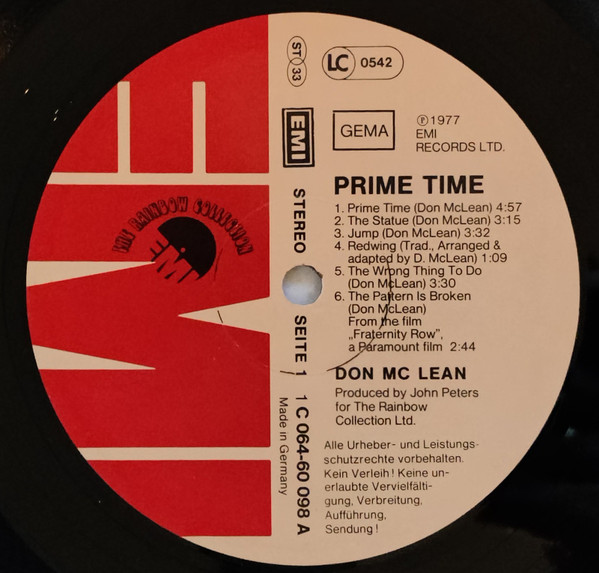 ST
33
LC 0542
EMI
GEMA
℗ 1977
EMI
RECORDS LTD.
PRIME TIME
1. Prime Time (Don McLean) 4:57
2. The Statue (Don McLean) 3:15
3. Jump (Don McLean) 3:32
4. Redwing (Trad., Arranged &
adapted by D. McLean) 1:09
5. The Wrong Thing To Do
(Don McLean) 3:30
6. The Pattern Is Broken
(Don McLean)
From the film
„Fraternity Row”,
a Paramount film 2:44
DON MC LEAN
Produced by John Peters
for The Rainbow
Collection Ltd.
Alle Urheber- und Leistungs-
schutzrechte vorbehalten.
Kein Verleih! Keine un-
erlaubte Vervielfälti-
gung, Verbreitung,
Aufführung,
Sendung!
STEREO SEITE 1 1 C 064-60 098 A
Made in Germany
THE RAINBOW COLLECTION
EMI
EMI